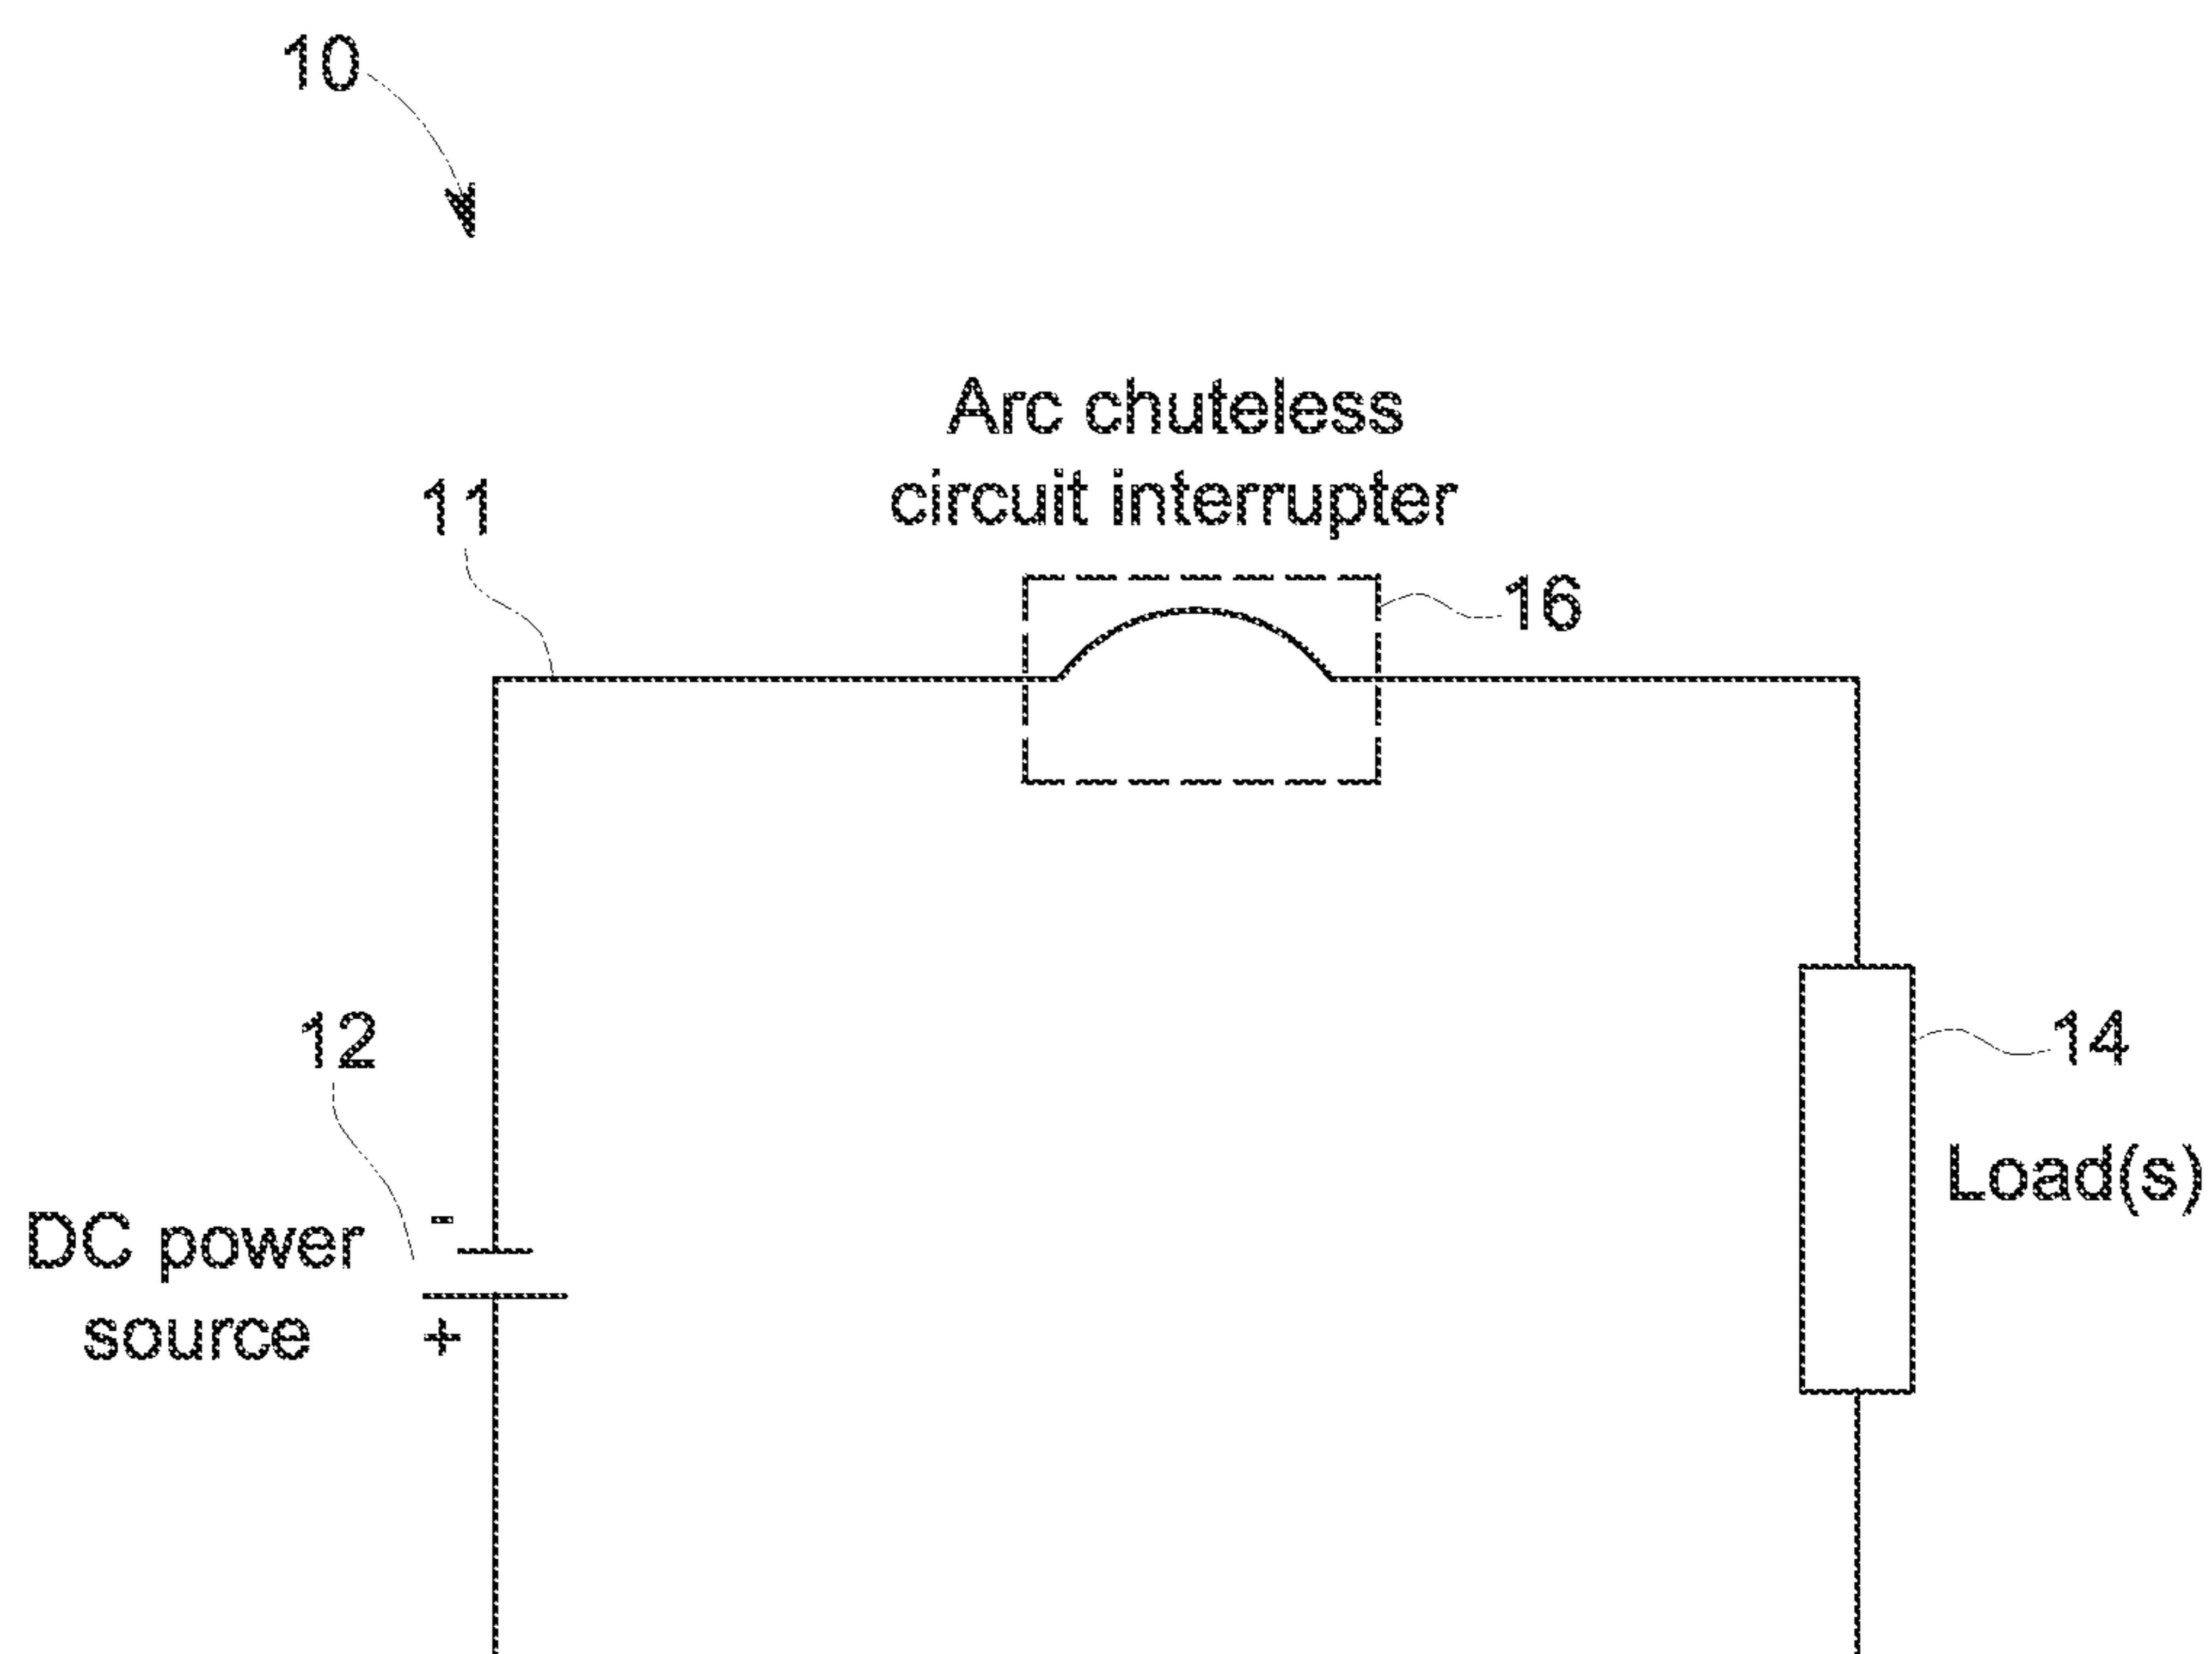 10
Arc chuteless
circuit interrupter
11
16
12
14
Load(s)
DC power
source
-
+